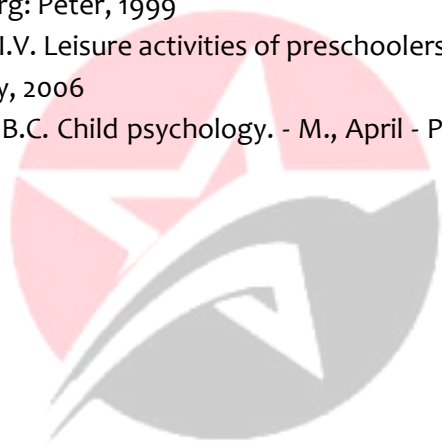 rg: Peter, 1999
I.V. Leisure activities of preschoolers
y, 2006
B.C. Child psychology. - M., April - P